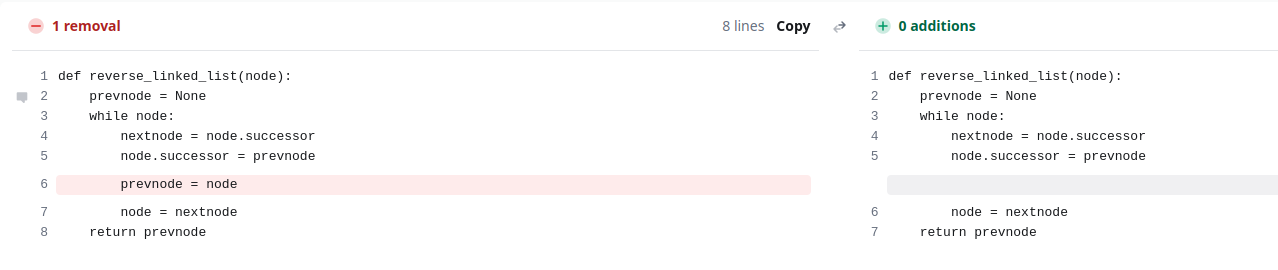 1 removal
8 lines Copy
1 def reverse_linked_list(node):
2     prevnode = None
3     while node:
4         nextnode = node.successor
5         node.successor = prevnode
6         prevnode = node
7         node = nextnode
8     return prevnode
0 additions
1 def reverse_linked_list(node):
2     prevnode = None
3     while node:
4         nextnode = node.successor
5         node.successor = prevnode
6         node = nextnode
7     return prevnode